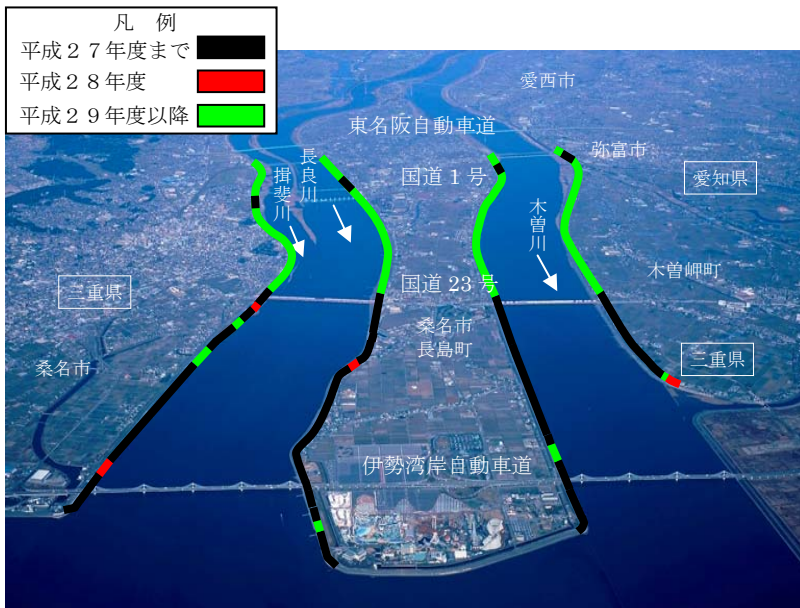 凡　例
平成２７年度まで
平成２８年度
平成２９年度以降
愛西市
東名阪自動車道
弥富市
長良川
揖斐川
国道１号
愛知県
木曽川
木曽岬町
三重県
国道 23 号
桑名市
長島町
桑名市
三重県
伊勢湾岸自動車道